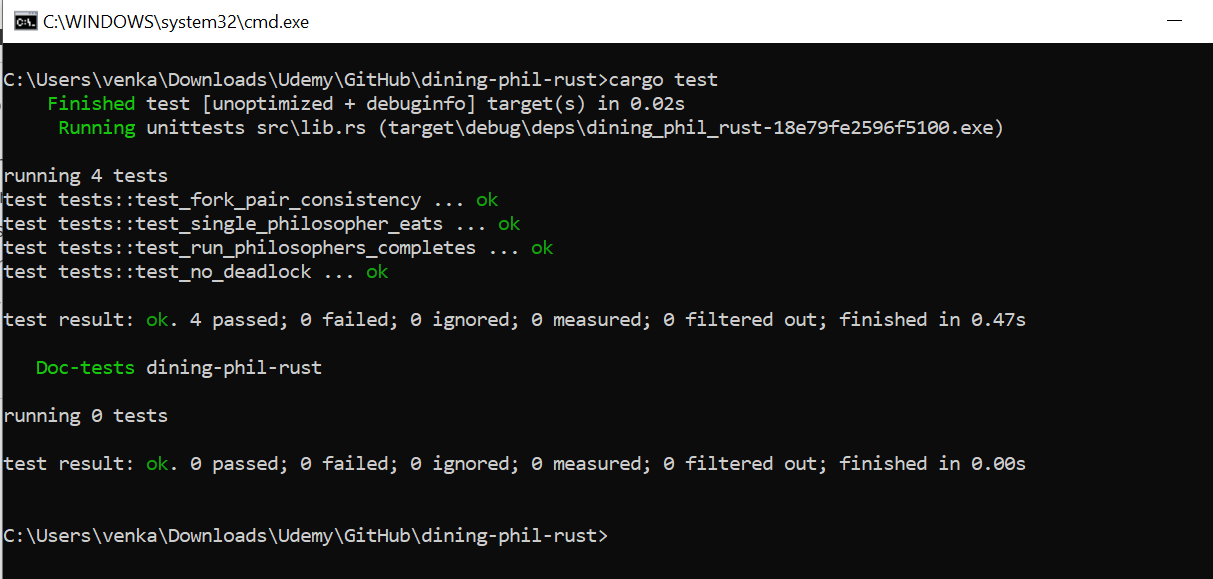 C:\WINDOWS\system32\cmd.exe
C:\Users\venka\Downloads\Udemy\GitHub\dining-phil-rust>cargo test
    Finished test [unoptimized + debuginfo] target(s) in 0.02s
     Running unittests src\lib.rs (target\debug\deps\dining_phil_rust-18e79fe2596f5100.exe)
running 4 tests
test tests::test_fork_pair_consistency ... ok
test tests::test_single_philosopher_eats ... ok
test tests::test_run_philosophers_completes ... ok
test tests::test_no_deadlock ... ok
test result: ok. 4 passed; 0 failed; 0 ignored; 0 measured; 0 filtered out; finished in 0.47s
   Doc-tests dining-phil-rust
running 0 tests
test result: ok. 0 passed; 0 failed; 0 ignored; 0 measured; 0 filtered out; finished in 0.00s
C:\Users\venka\Downloads\Udemy\GitHub\dining-phil-rust>